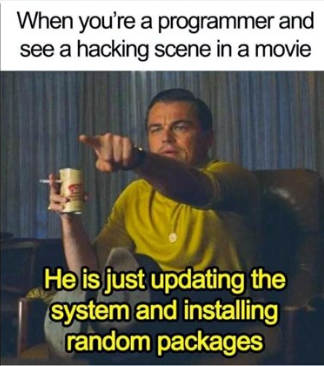 When you're a programmer and
see a hacking scene in a movie
He is just updating the
system and installing
random packages